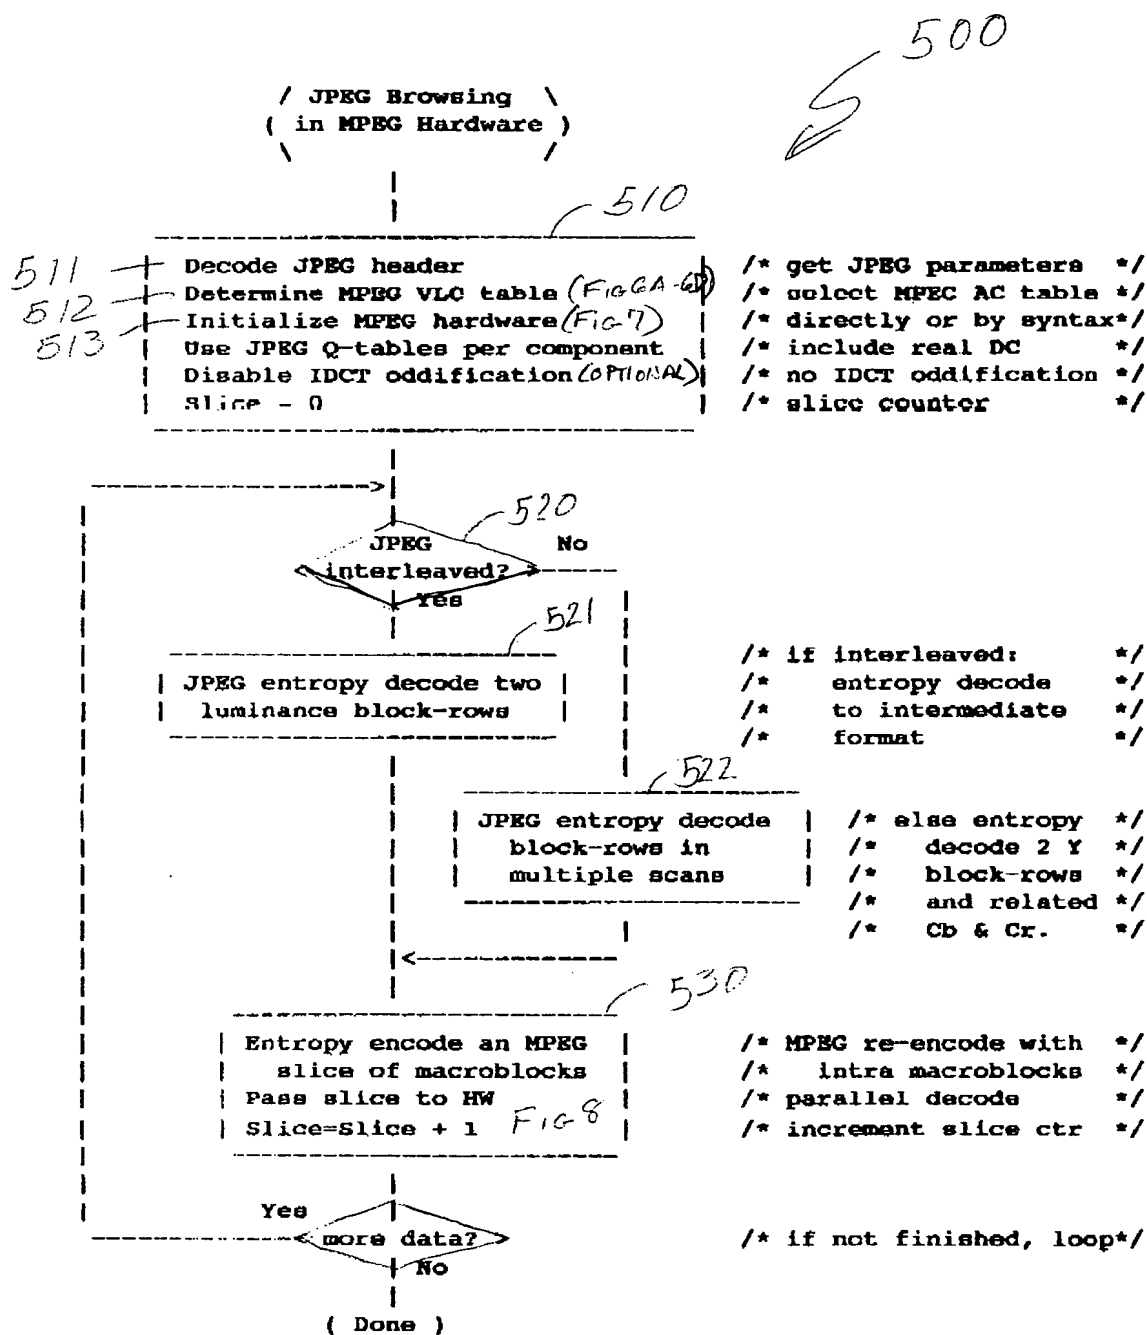 500
/ JPEG Browsing \
( in MPEG Hardware )
\ /
510
511 Decode JPEG header /* get JPEG parameters */
512 Determine MPEG VLC table (FIG 6A-6D) /* select MPEC AC table */
513 Initialize MPEG hardware (FIG 7) /* directly or by syntax*/
Use JPEG Q-tables per component /* include real DC */
Disable IDCT oddification (OPTIONAL) /* no IDCT oddification */
Slice - 0 /* slice counter */
520
JPEG No
interleaved?
Yes
521
/* if interleaved: */
JPEG entropy decode two /* entropy decode */
luminance block-rows /* to intermediate */
/* format */
522
JPEG entropy decode /* else entropy */
block-rows in /* decode 2 Y */
multiple scans /* block-rows */
/* and related */
/* Cb & Cr. */
530
Entropy encode an MPEG /* MPEG re-encode with */
slice of macroblocks /* intra macroblocks */
Pass slice to HW /* parallel decode */
Slice=Slice + 1 FIG 8 /* increment slice ctr */
Yes
more data? /* if not finished, loop*/
No
( Done )